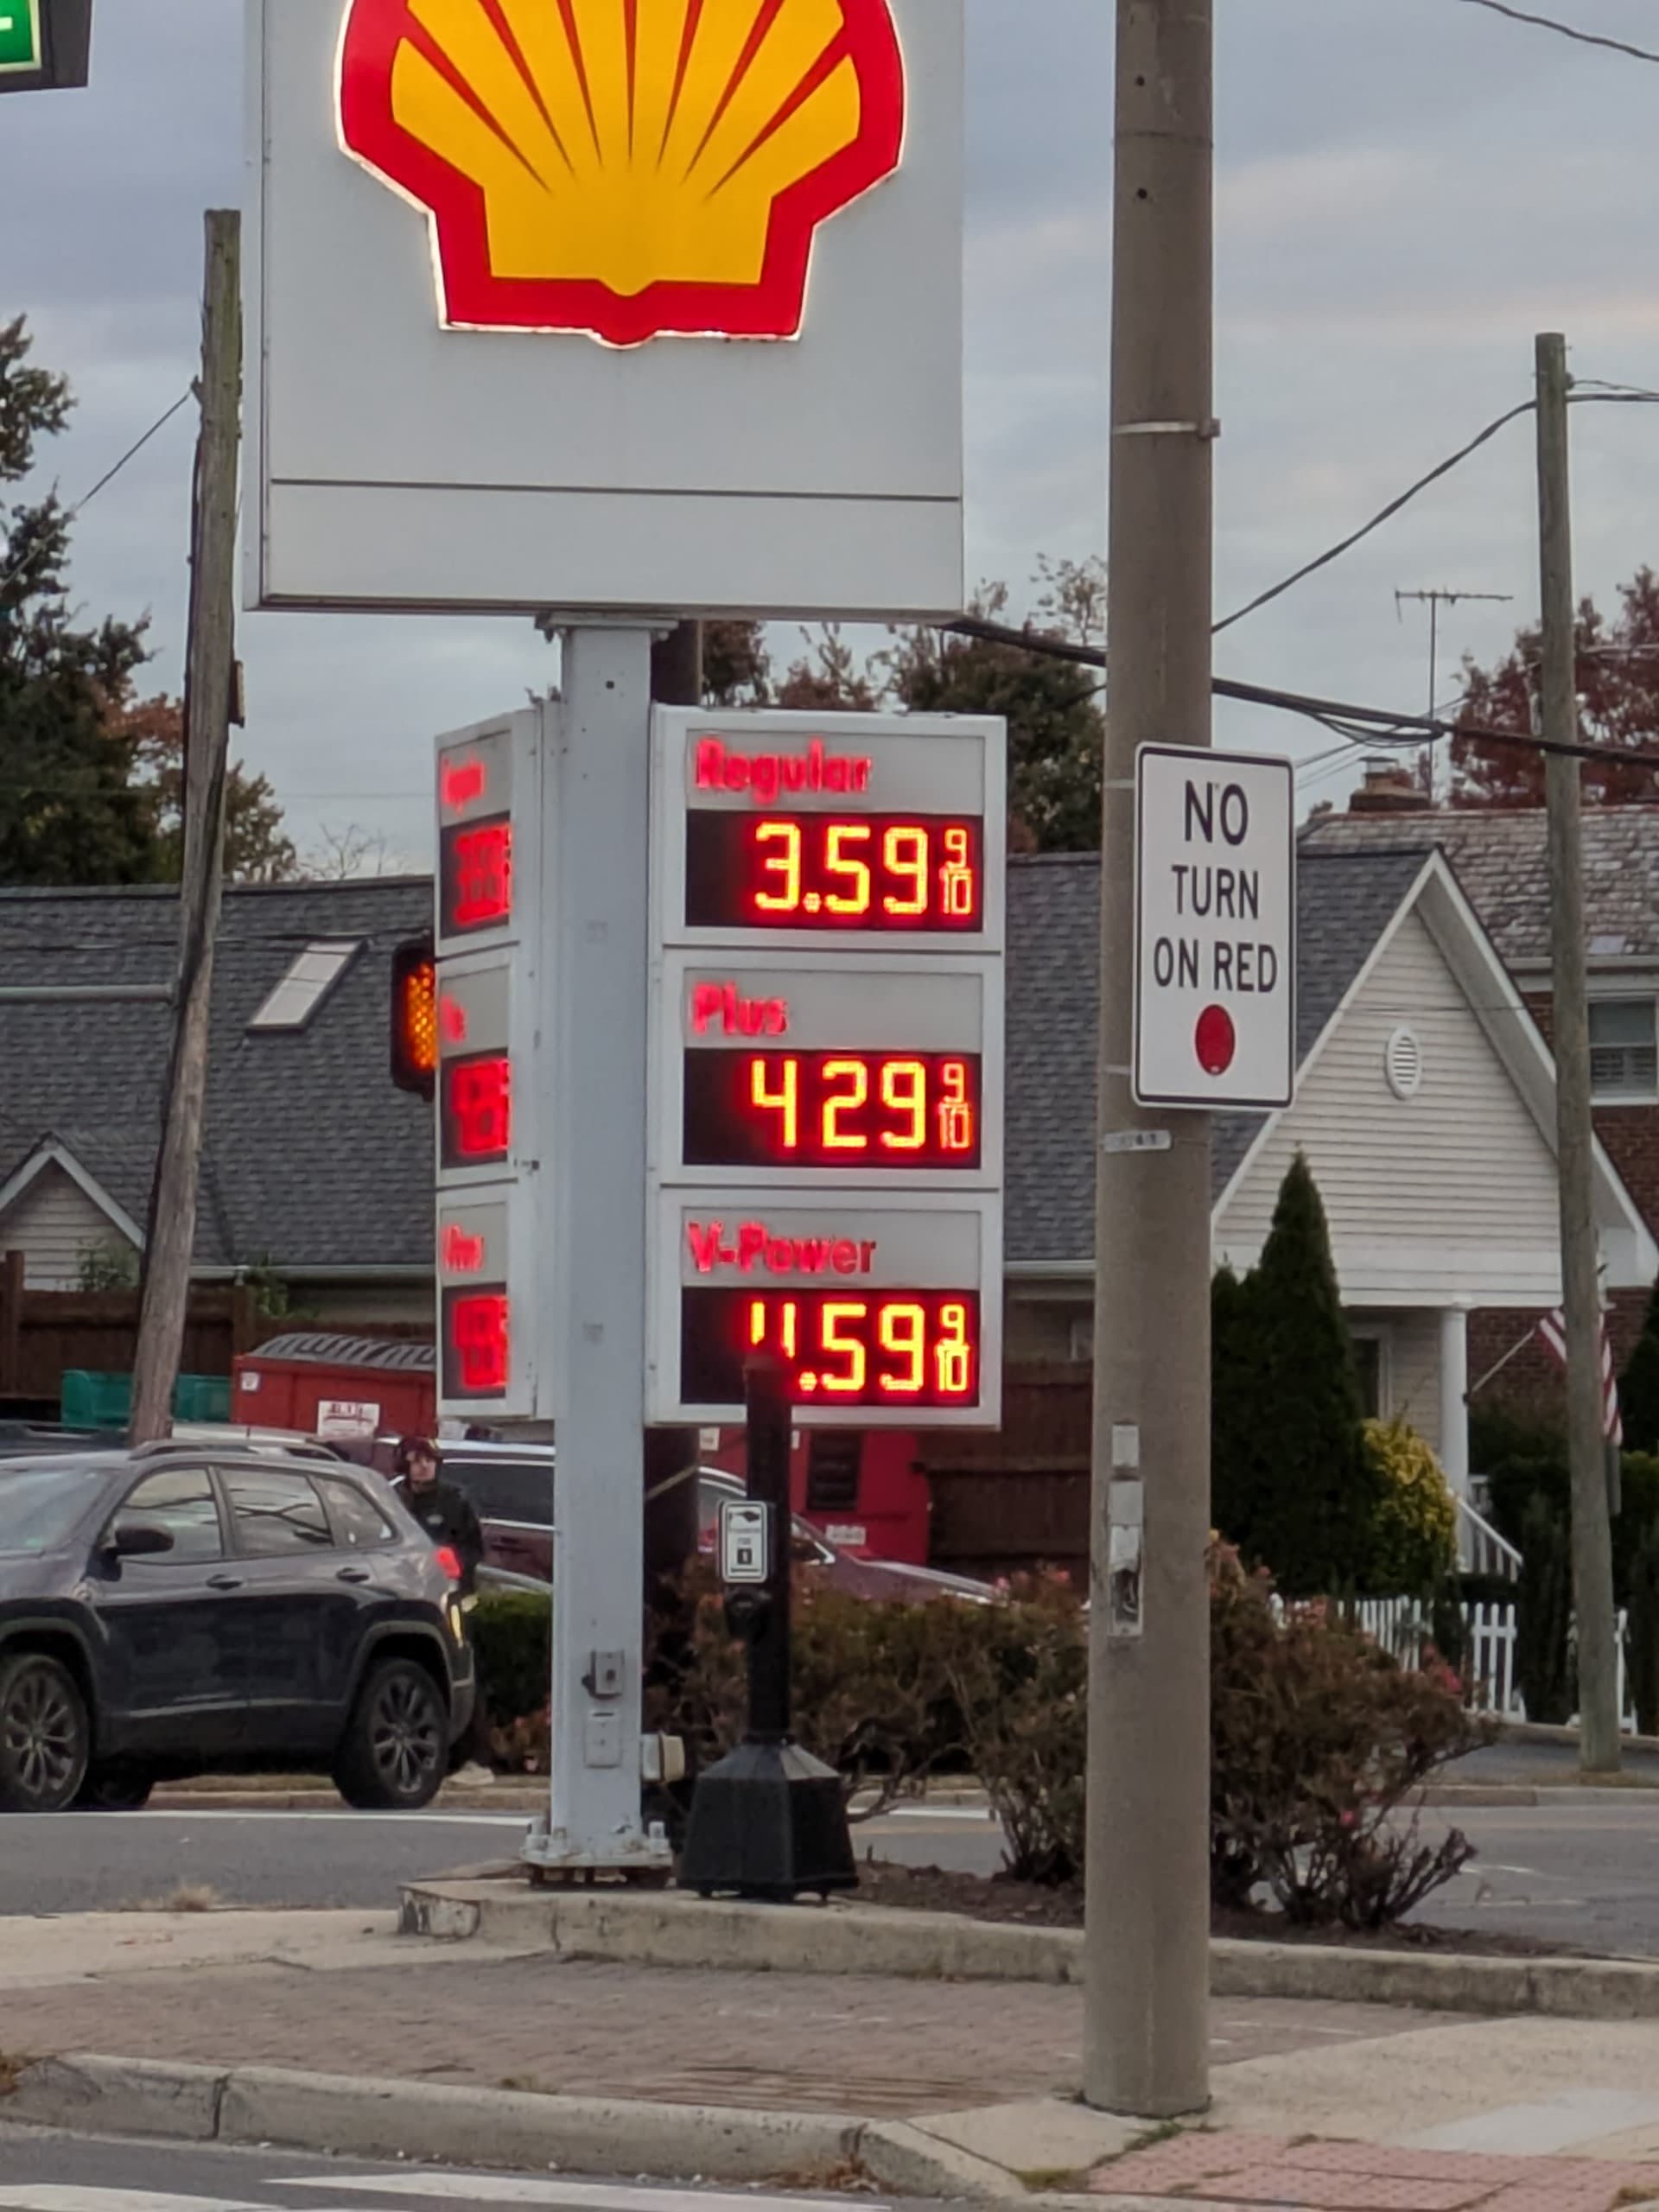 Regular
3.59 9/10
Plus
429 9/10
V-Power
4.59 9/10
NO
TURN
ON RED